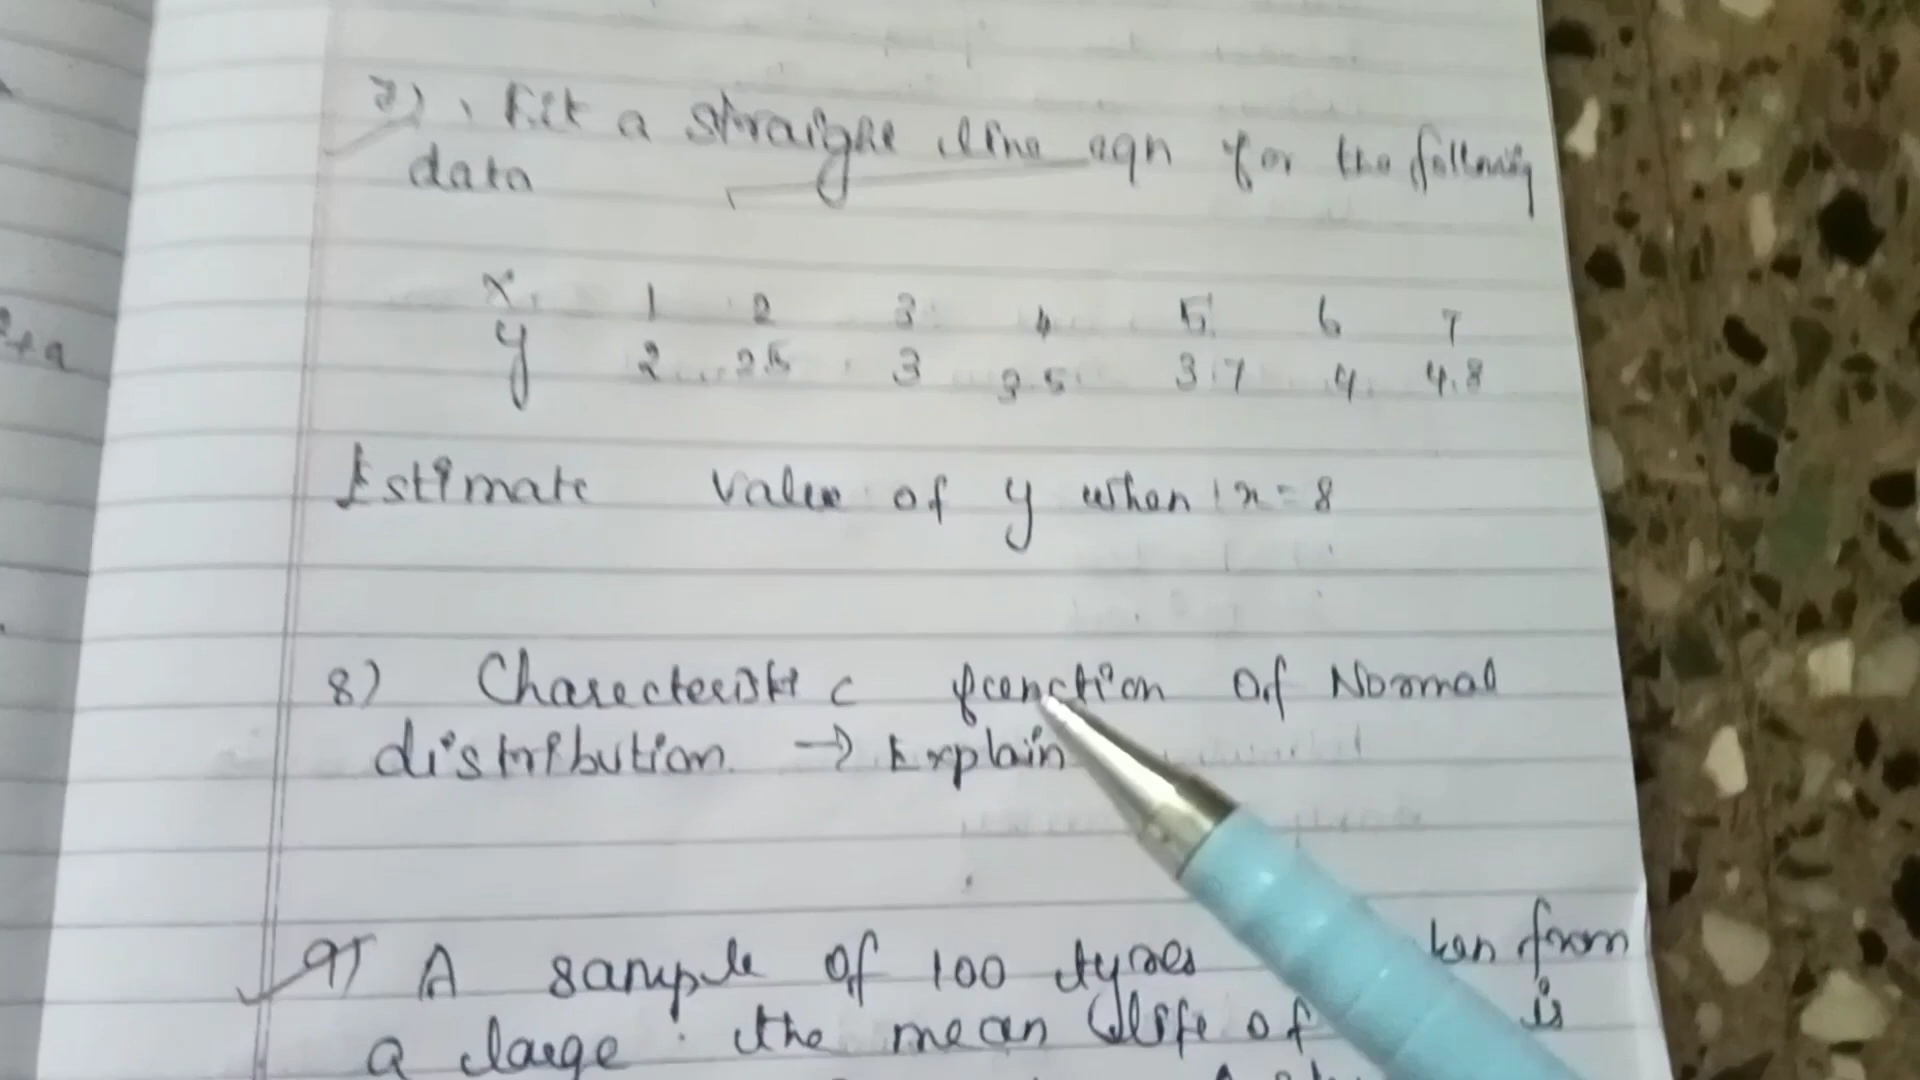 7) Fit a straight line eqn for the following
data
x 1 2 3 4 5 6 7
y 2 2.5 3 3.5 3.7 4 4.8
Estimate value of y when x = 8
8) Charecteristic function of Normal
distribution → Explain
9) A sample of 100 tyres from
a large the mean life of is